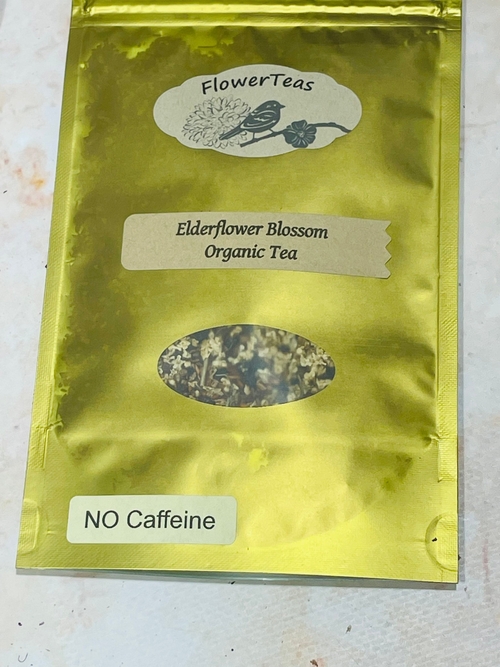 FlowerTeas
Elderflower Blossom
Organic Tea
NO Caffeine